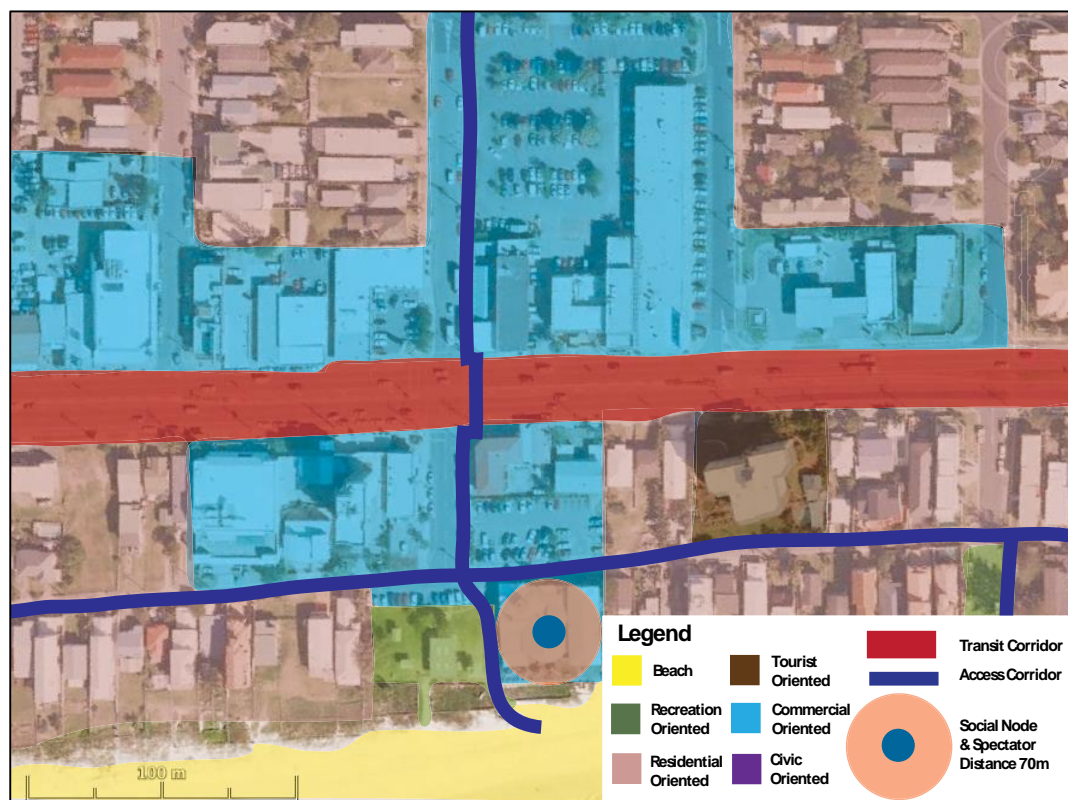 100 m
Legend
Beach
Recreation
Oriented
Residential
Oriented
Tourist
Oriented
Commercial
Oriented
Civic
Oriented
Transit Corridor
Access Corridor
Social Node
& Spectator
Distance 70m